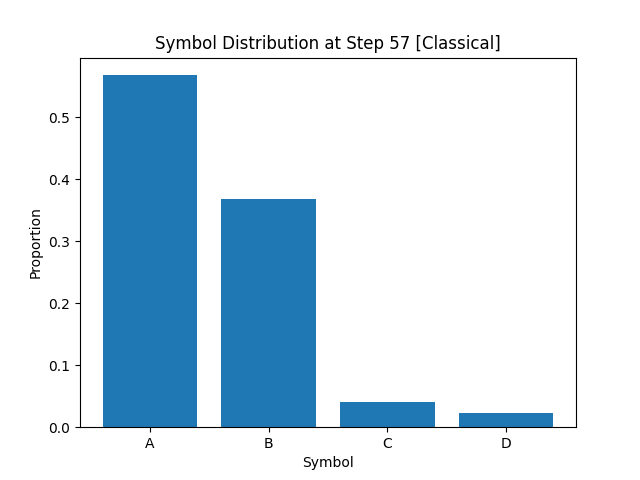 Symbol Distribution at Step 57 [Classical]
Proportion
0.5
0.4
0.3
0.2
0.1
0.0
A B C D
Symbol